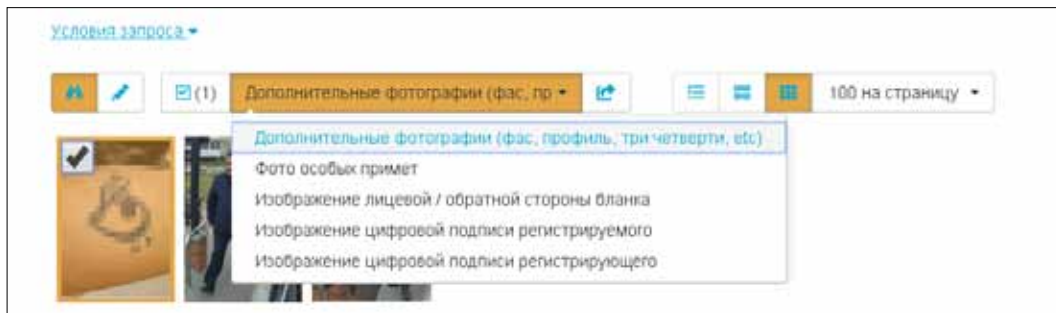 Условия запроса
(1) Дополнительные фотографии (фас, пр 100 на страницу
Дополнительные фотографии (фас, профиль, три четверти, etc)
Фото особых примет
Изображение лицевой / обратной стороны бланка
Изображение цифровой подписи регистрируемого
Изображение цифровой подписи регистрирующего